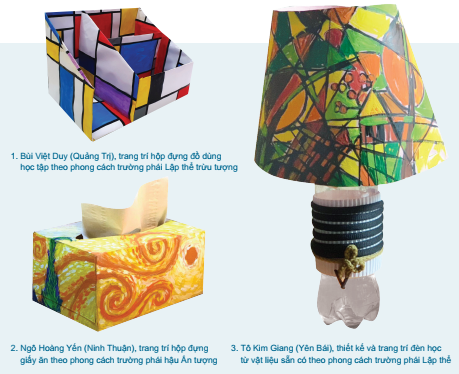 1. Bùi Việt Duy (Quảng Trị), trang trí hộp đựng đồ dùng
học tập theo phong cách trường phái Lập thể trừu tượng
2. Ngô Hoàng Yến (Ninh Thuận), trang trí hộp đựng
giấy ăn theo phong cách trường phái hậu Ấn tượng
3. Tô Kim Giang (Yên Bái), thiết kế và trang trí đèn học
từ vật liệu sẵn có theo phong cách trường phái Lập thể